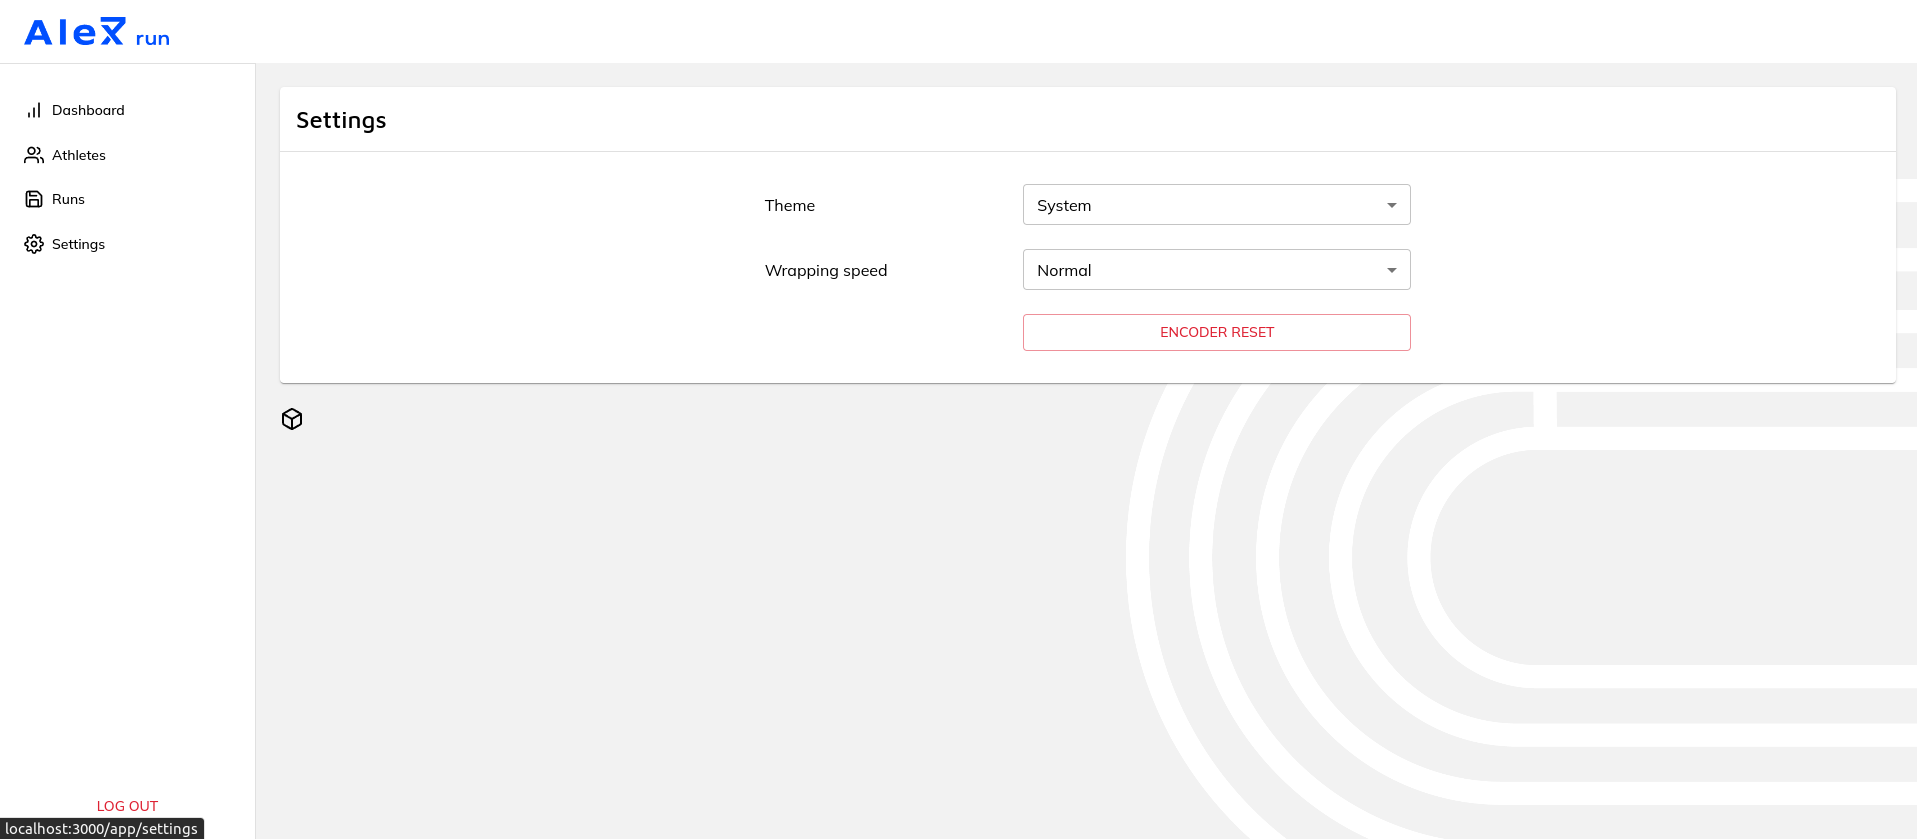 Alex run
Dashboard
Athletes
Runs
Settings
Settings
Theme
System
Wrapping speed
Normal
ENCODER RESET
LOG OUT
localhost:3000/app/settings